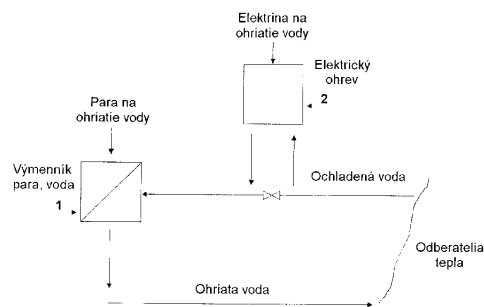 Elektrina na
ohriatie vody
Elektrický
ohrev
2
Para na
ohriatie vody
Výmenník
para, voda
1
Ochladená voda
Odberatelia
tepla
Ohriata voda